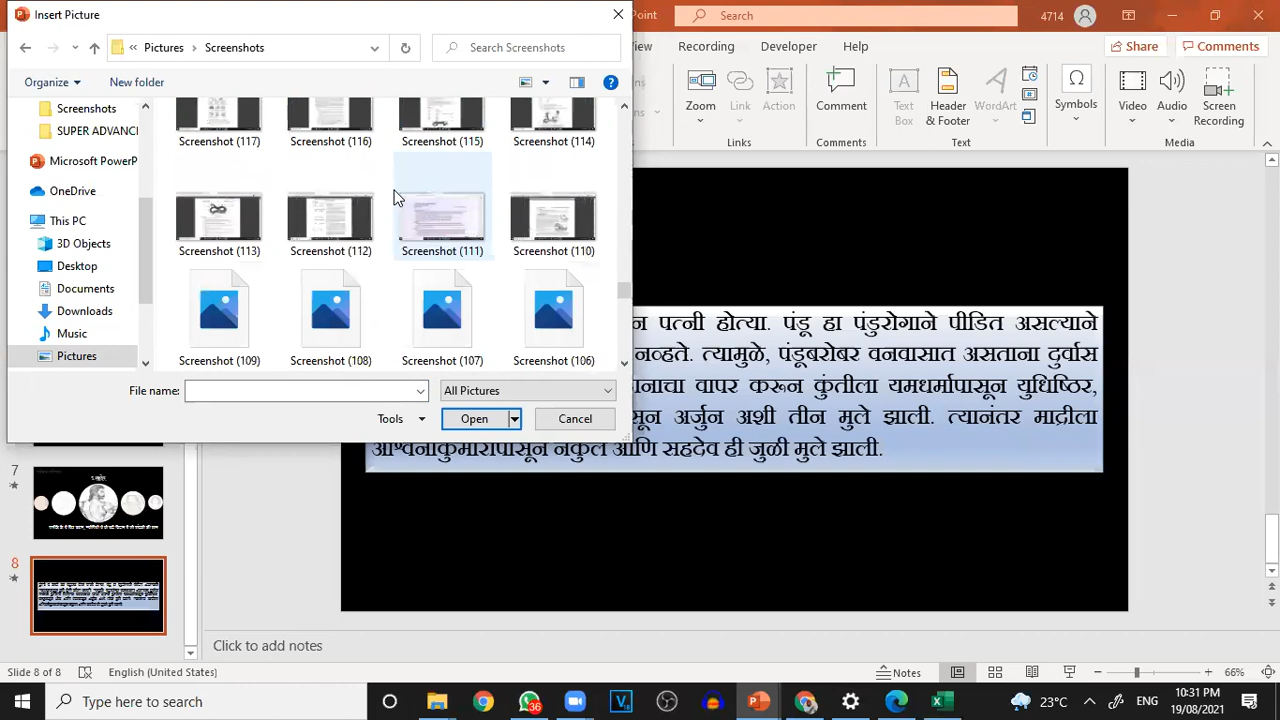 Insert Picture
Point
Search
4714
« Pictures › Screenshots
Search Screenshots
View
Recording
Developer
Help
Share
Comments
Organize
New folder
Screenshots
SUPER ADVANC
Microsoft PowerP
OneDrive
This PC
3D Objects
Desktop
Documents
Downloads
Music
Pictures
Screenshot (117)
Screenshot (116)
Screenshot (115)
Screenshot (114)
Screenshot (113)
Screenshot (112)
Screenshot (111)
Screenshot (110)
Screenshot (109)
Screenshot (108)
Screenshot (107)
Screenshot (106)
File name:
All Pictures
Tools
Open
Cancel
Zoom
Link
Action
Comment
Text Box
Header & Footer
WordArt
Symbols
Video
Audio
Screen Recording
Links
Comments
Text
Media
न पत्नी होत्या. पंडू हा पंडुरोगाने पीडित असल्याने
नव्हते. त्यामुळे, पंडूबरोबर वनवासात असताना दुर्वास
दानाचा वापर करून कुंतीला यमधर्मापासून युधिष्ठिर,
सून अर्जुन अशी तीन मुले झाली. त्यानंतर माद्रीला
आश्विनीकुमारांपासून नकुल आणि सहदेव ही जुळी मुले झाली.
7
8
Click to add notes
Slide 8 of 8
English (United States)
Notes
66%
Type here to search
36
23°C
ENG
10:31 PM
19/08/2021